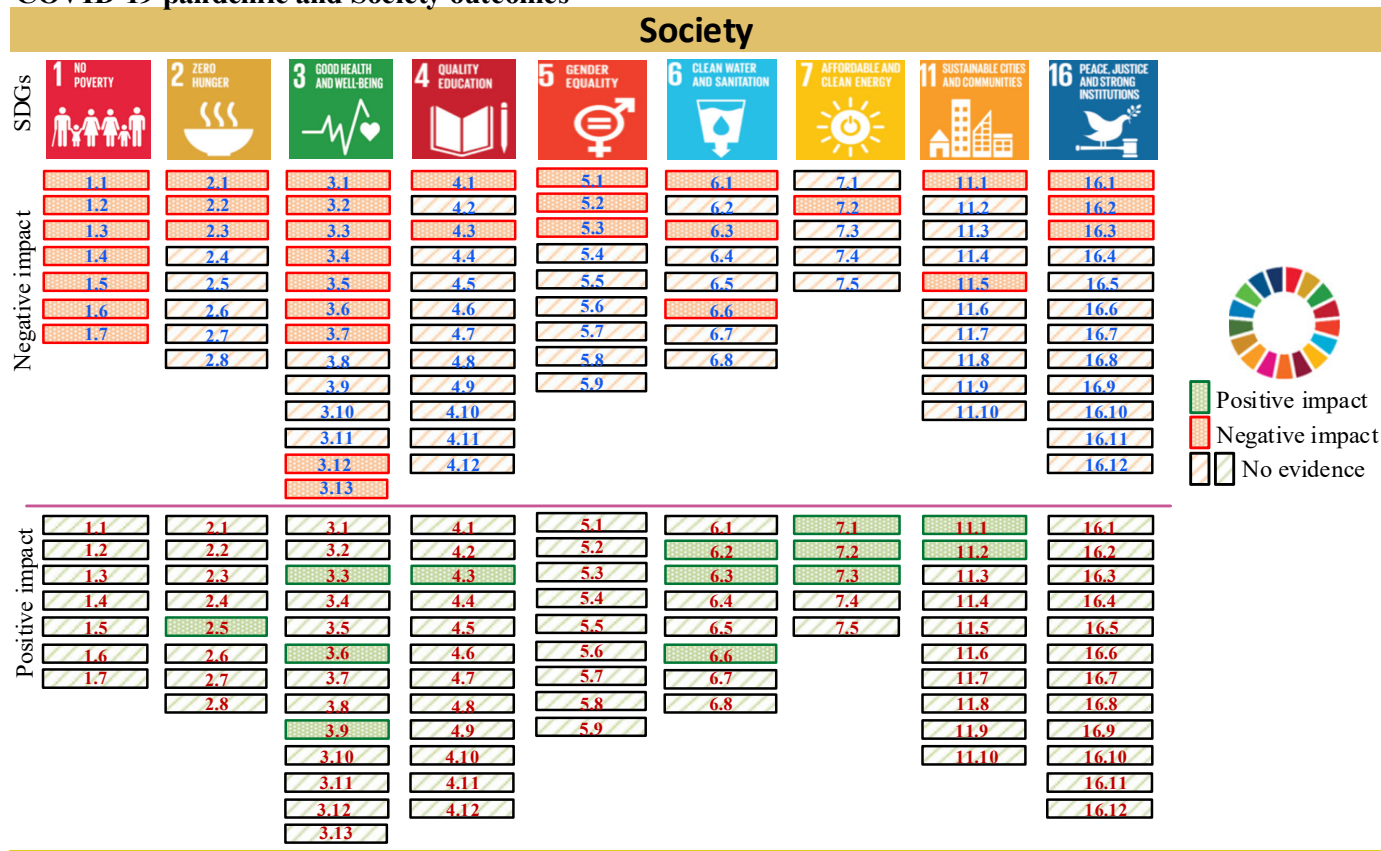 COVID-19 pandemic and Society outcomes
Society
SDGs
1 NO POVERTY
2 ZERO HUNGER
3 GOOD HEALTH AND WELL-BEING
4 QUALITY EDUCATION
5 GENDER EQUALITY
6 CLEAN WATER AND SANITATION
7 AFFORDABLE AND CLEAN ENERGY
11 SUSTAINABLE CITIES AND COMMUNITIES
16 PEACE, JUSTICE AND STRONG INSTITUTIONS
Negative impact
1.1 2.1 3.1 4.1 5.1 6.1 7.1 11.1 16.1
1.2 2.2 3.2 4.2 5.2 6.2 7.2 11.2 16.2
1.3 2.3 3.3 4.3 5.3 6.3 7.3 11.3 16.3
1.4 2.4 3.4 4.4 5.4 6.4 7.4 11.4 16.4
1.5 2.5 3.5 4.5 5.5 6.5 7.5 11.5 16.5
1.6 2.6 3.6 4.6 5.6 6.6 11.6 16.6
1.7 2.7 3.7 4.7 5.7 6.7 11.7 16.7
2.8 3.8 4.8 5.8 6.8 11.8 16.8
3.9 4.9 5.9 11.9 16.9
3.10 4.10 11.10 16.10
3.11 4.11 16.11
3.12 4.12 16.12
3.13
Positive impact
Negative impact
No evidence
Positive impact
1.1 2.1 3.1 4.1 5.1 6.1 7.1 11.1 16.1
1.2 2.2 3.2 4.2 5.2 6.2 7.2 11.2 16.2
1.3 2.3 3.3 4.3 5.3 6.3 7.3 11.3 16.3
1.4 2.4 3.4 4.4 5.4 6.4 7.4 11.4 16.4
1.5 2.5 3.5 4.5 5.5 6.5 7.5 11.5 16.5
1.6 2.6 3.6 4.6 5.6 6.6 11.6 16.6
1.7 2.7 3.7 4.7 5.7 6.7 11.7 16.7
2.8 3.8 4.8 5.8 6.8 11.8 16.8
3.9 4.9 5.9 11.9 16.9
3.10 4.10 11.10 16.10
3.11 4.11 16.11
3.12 4.12 16.12
3.13